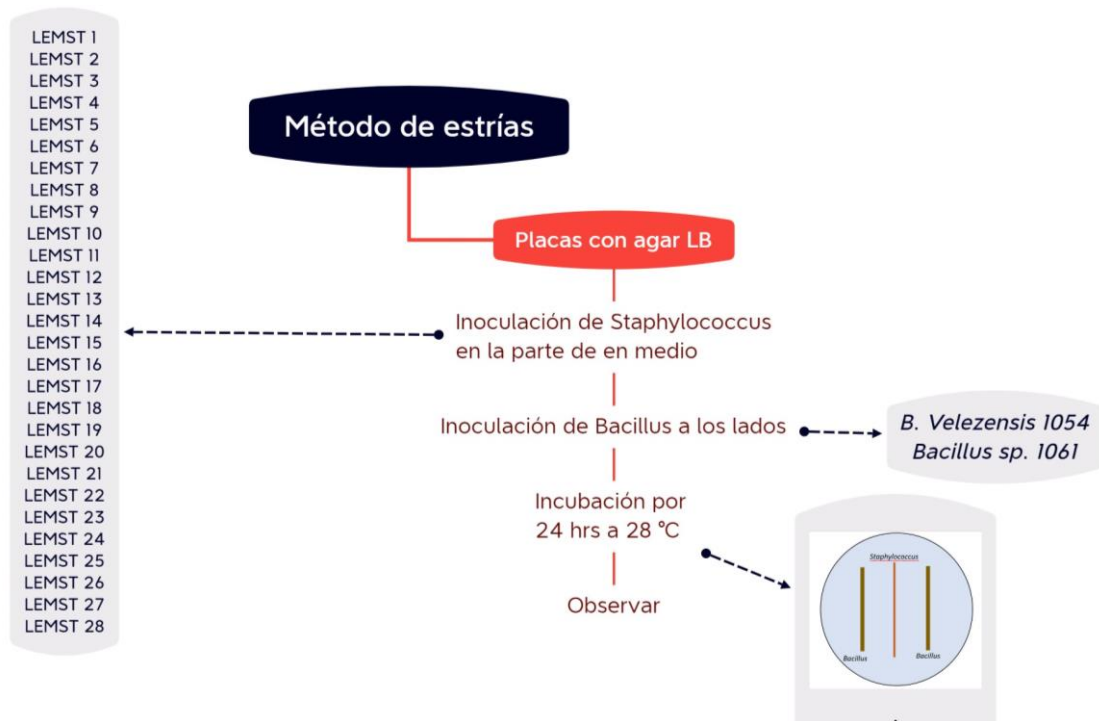 LEMST 1
LEMST 2
LEMST 3
LEMST 4
LEMST 5
LEMST 6
LEMST 7
LEMST 8
LEMST 9
LEMST 10
LEMST 11
LEMST 12
LEMST 13
LEMST 14
LEMST 15
LEMST 16
LEMST 17
LEMST 18
LEMST 19
LEMST 20
LEMST 21
LEMST 22
LEMST 23
LEMST 24
LEMST 25
LEMST 26
LEMST 27
LEMST 28
Método de estrías
Placas con agar LB
Inoculación de Staphylococcus
en la parte de en medio
Inoculación de Bacillus a los lados
B. Velezensis 1054
Bacillus sp. 1061
Incubación por
24 hrs a 28 °C
Observar
Staphylococcus
Bacillus
Bacillus